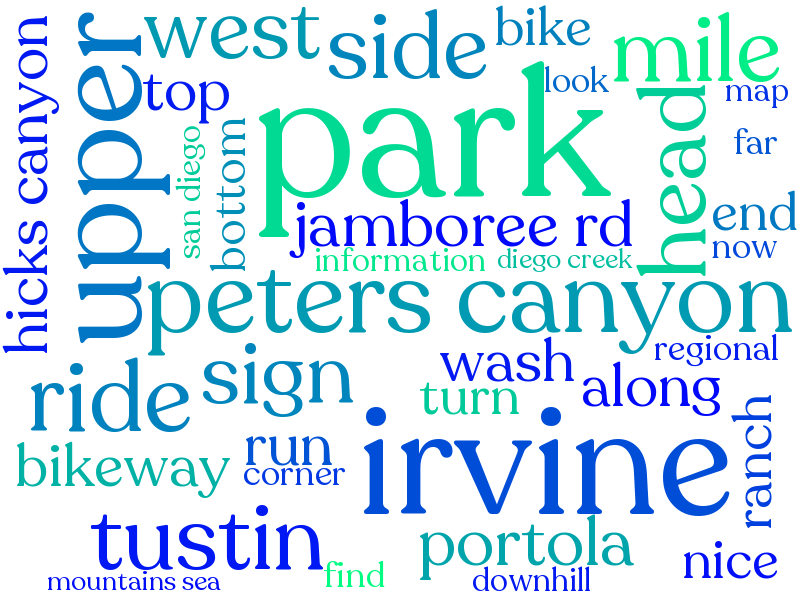 west
side
bike
mile
hicks canyon
upper
top
look
map
park
head
far
san diego
bottom
jamboree rd
end
now
information
diego creek
peters canyon
regional
wash
along
sign
ride
turn
irvine
ranch
run
bikeway
corner
tustin
portola
nice
find
mountains sea
downhill